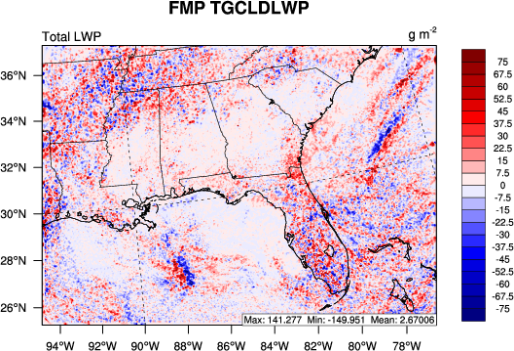 FMP TGCLDLWP
Total LWP
g m-2
36°N
34°N
32°N
30°N
28°N
26°N
94°W 92°W 90°W 88°W 86°W 84°W 82°W 80°W 78°W
Max: 141.277 Min: -149.951 Mean: 2.67006
75
67.5
60
52.5
45
37.5
30
22.5
15
7.5
0
-7.5
-15
-22.5
-30
-37.5
-45
-52.5
-60
-67.5
-75